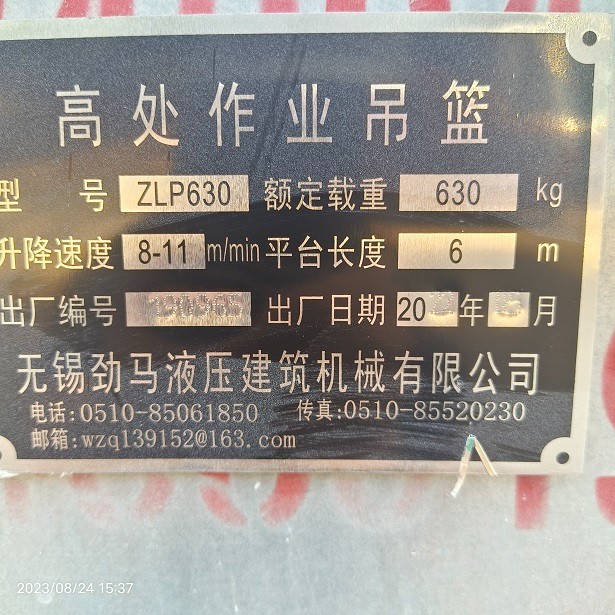 高处作业吊篮
型号 ZLP630 额定载重 630 kg
升降速度 8-11 m/min 平台长度 6 m
出厂编号 出厂日期 20 年 月
无锡劲马液压建筑机械有限公司
电话:0510-85061850 传真:0510-85520230
邮箱:wzq139152@163.com
2023/08/24 15:37